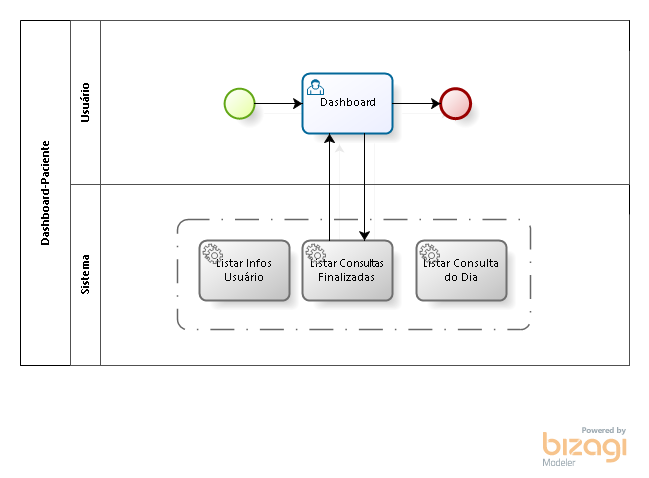 Dashboard-Paciente
Usuário
Dashboard
Sistema
Listar Infos
Usuário
Listar Consultas
Finalizadas
Listar Consulta
do Dia
Powered by
bizagi
Modeler